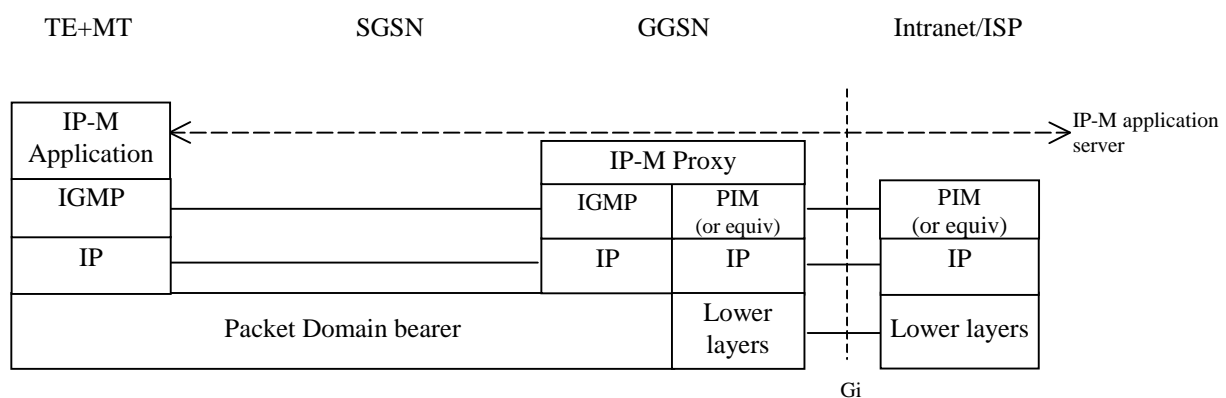 TE+MT SGSN GGSN Intranet/ISP
IP-M
Application
IP-M application
server
IP-M Proxy
IGMP IGMP PIM
(or equiv)
PIM
(or equiv)
IP IP IP IP
Packet Domain bearer
Lower
layers
Lower layers
Gi